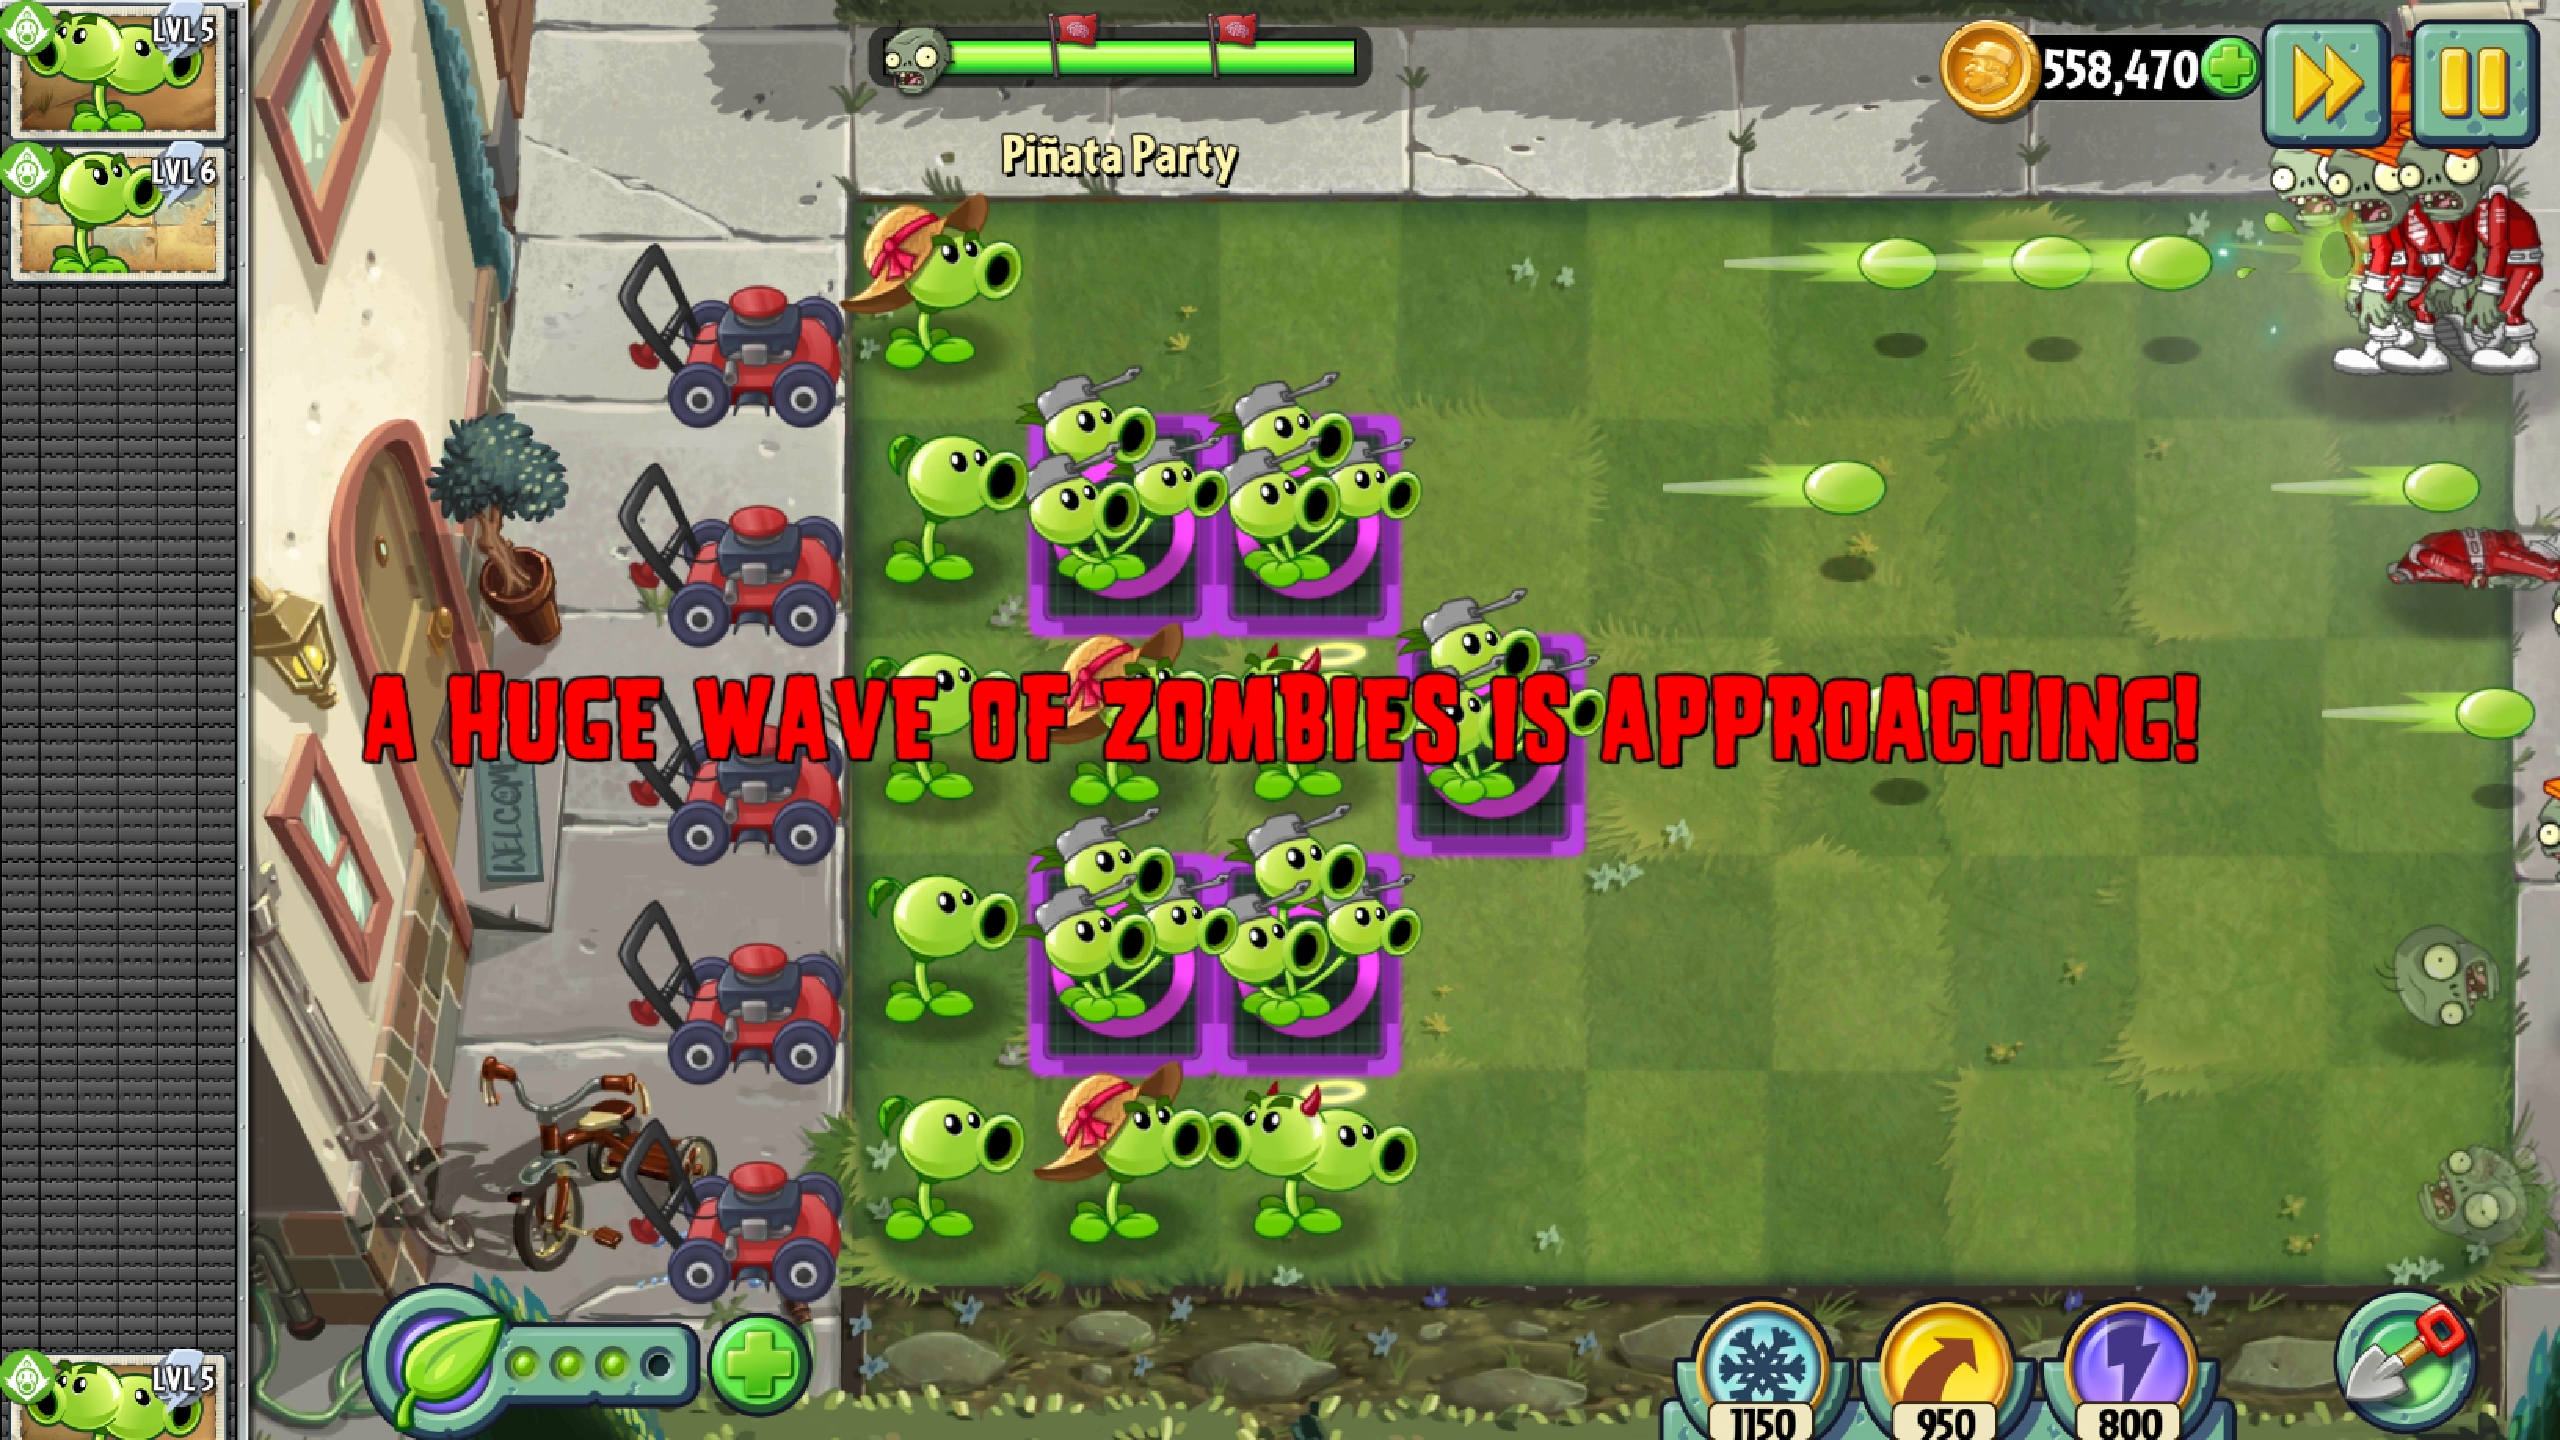 LVL 5
558,470
Piñata Party
LVL 6
A HUGE WAVE OF ZOMBIES IS APPROACHING!
WELCOME
LVL 5
1150
950
800